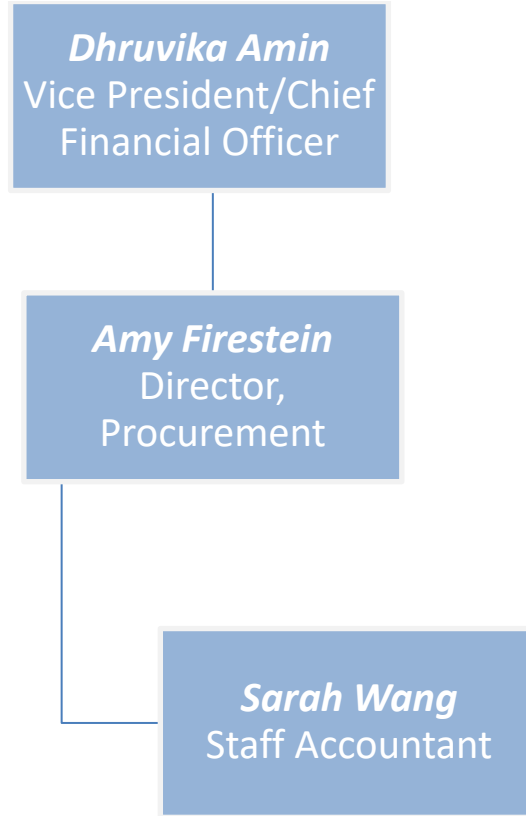 Dhruvika Amin
Vice President/Chief
Financial Officer
Amy Firestein
Director,
Procurement
Sarah Wang
Staff Accountant